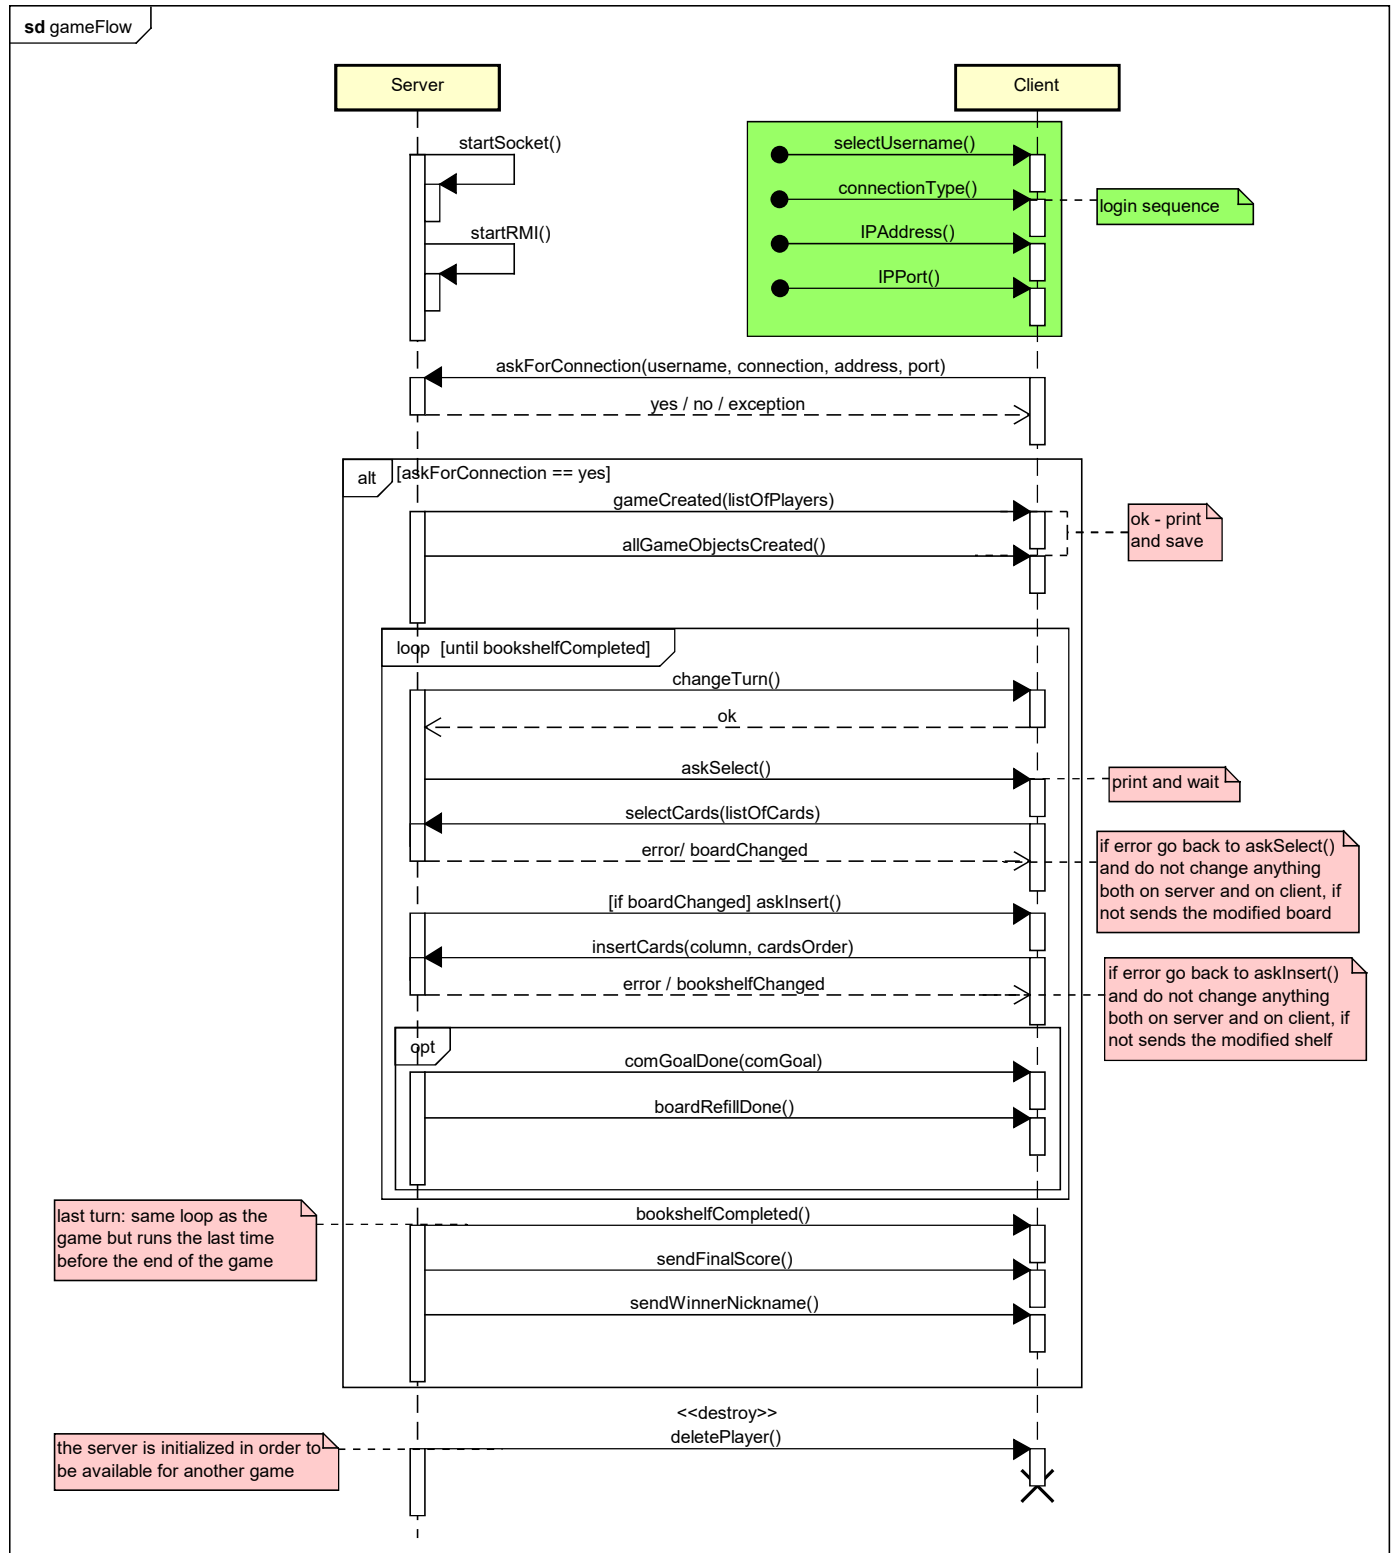 sd gameFlow
Server
Client
startSocket()
selectUsername()
connectionType()
login sequence
startRMI()
IPAddress()
IPPort()
askForConnection(username, connection, address, port)
yes / no / exception
alt
[askForConnection == yes]
gameCreated(listOfPlayers)
ok - print
and save
allGameObjectsCreated()
loop [until bookshelfCompleted]
changeTurn()
ok
askSelect()
print and wait
selectCards(listOfCards)
error/ boardChanged
if error go back to askSelect()
and do not change anything
both on server and on client, if
not sends the modified board
[if boardChanged] askInsert()
insertCards(column, cardsOrder)
error / bookshelfChanged
if error go back to askInsert()
and do not change anything
both on server and on client, if
not sends the modified shelf
opt
comGoalDone(comGoal)
boardRefillDone()
last turn: same loop as the
game but runs the last time
before the end of the game
bookshelfCompleted()
sendFinalScore()
sendWinnerNickname()
<<destroy>>
deletePlayer()
the server is initialized in order to
be available for another game